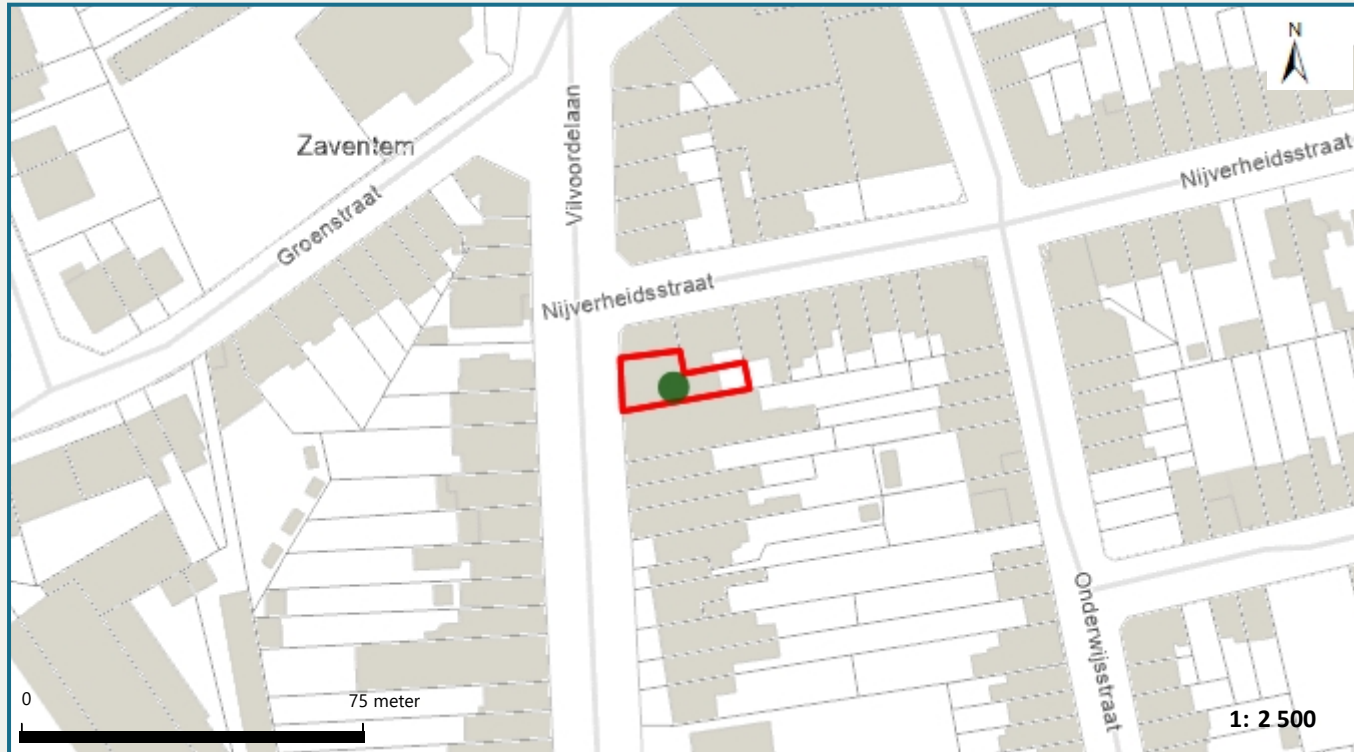 N
Vilvoordelaan
Zaventem
Nijverheidsstraat
Groenstraat
Nijverheidsstraat
Onderwijsstraat
0
75 meter
1: 2 500